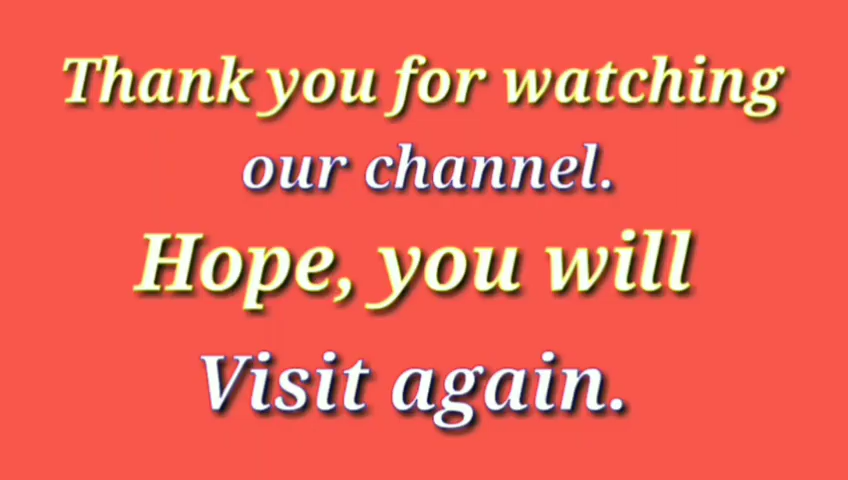 Thank you for watching
our channel.
Hope, you will
Visit again.